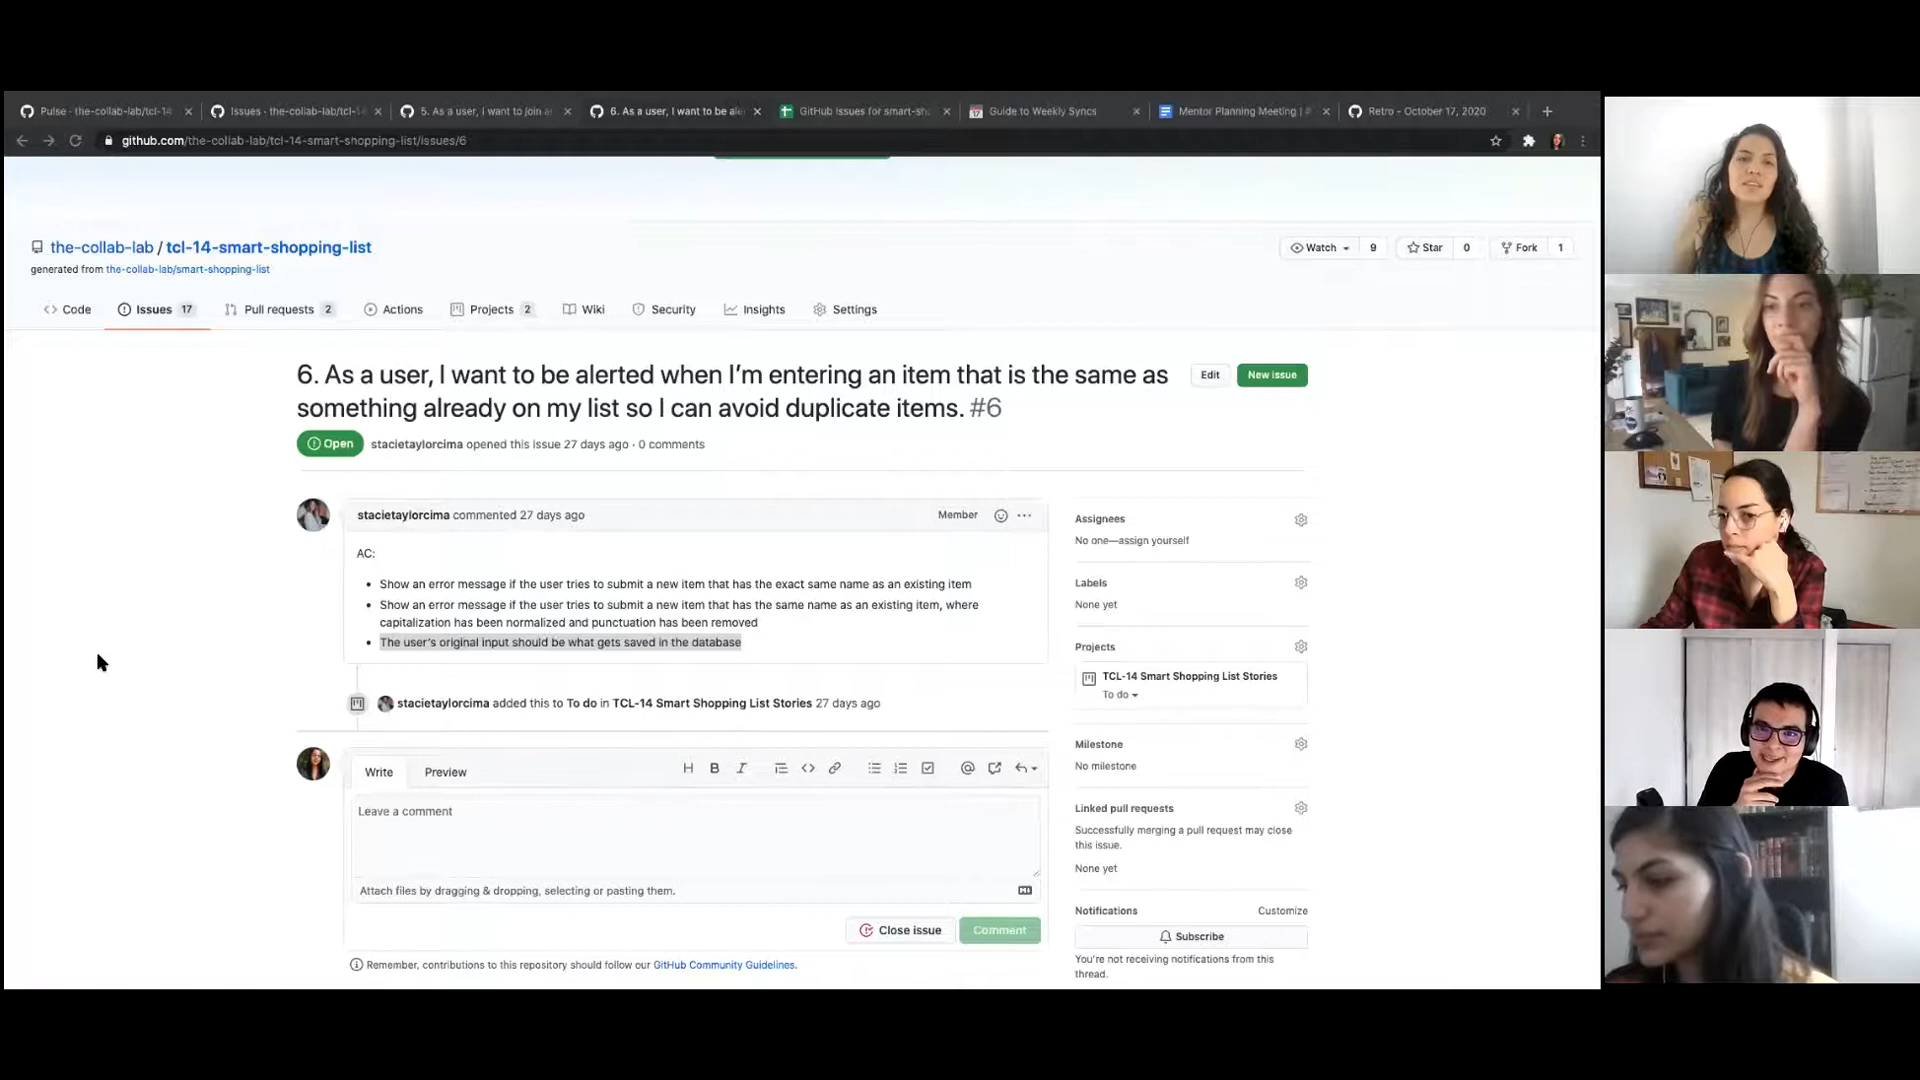 Pulse · the-collab-lab/tcl-14
Issues · the-collab-lab/tcl-1
5. As a user, I want to join a
6. As a user, I want to be ale
GitHub Issues for smart-sh
Guide to Weekly Syncs
Mentor Planning Meeting | #
Retro - October 17, 2020
github.com/the-collab-lab/tcl-14-smart-shopping-list/issues/6
the-collab-lab / tcl-14-smart-shopping-list
Watch 9 Star 0 Fork 1
generated from the-collab-lab/smart-shopping-list
Code Issues 17 Pull requests 2 Actions Projects 2 Wiki Security Insights Settings
6. As a user, I want to be alerted when I’m entering an item that is the same as
something already on my list so I can avoid duplicate items. #6
Edit New issue
Open stacietaylorcima opened this issue 27 days ago · 0 comments
stacietaylorcima commented 27 days ago Member
AC:
• Show an error message if the user tries to submit a new item that has the exact same name as an existing item
• Show an error message if the user tries to submit a new item that has the same name as an existing item, where
capitalization has been normalized and punctuation has been removed
• The user's original input should be what gets saved in the database
stacietaylorcima added this to To do in TCL-14 Smart Shopping List Stories 27 days ago
Write Preview
Leave a comment
Attach files by dragging & dropping, selecting or pasting them.
Close issue Comment
Remember, contributions to this repository should follow our GitHub Community Guidelines.
Assignees
No one—assign yourself
Labels
None yet
Projects
TCL-14 Smart Shopping List Stories
To do
Milestone
No milestone
Linked pull requests
Successfully merging a pull request may close
this issue.
None yet
Notifications Customize
Subscribe
You're not receiving notifications from this
thread.